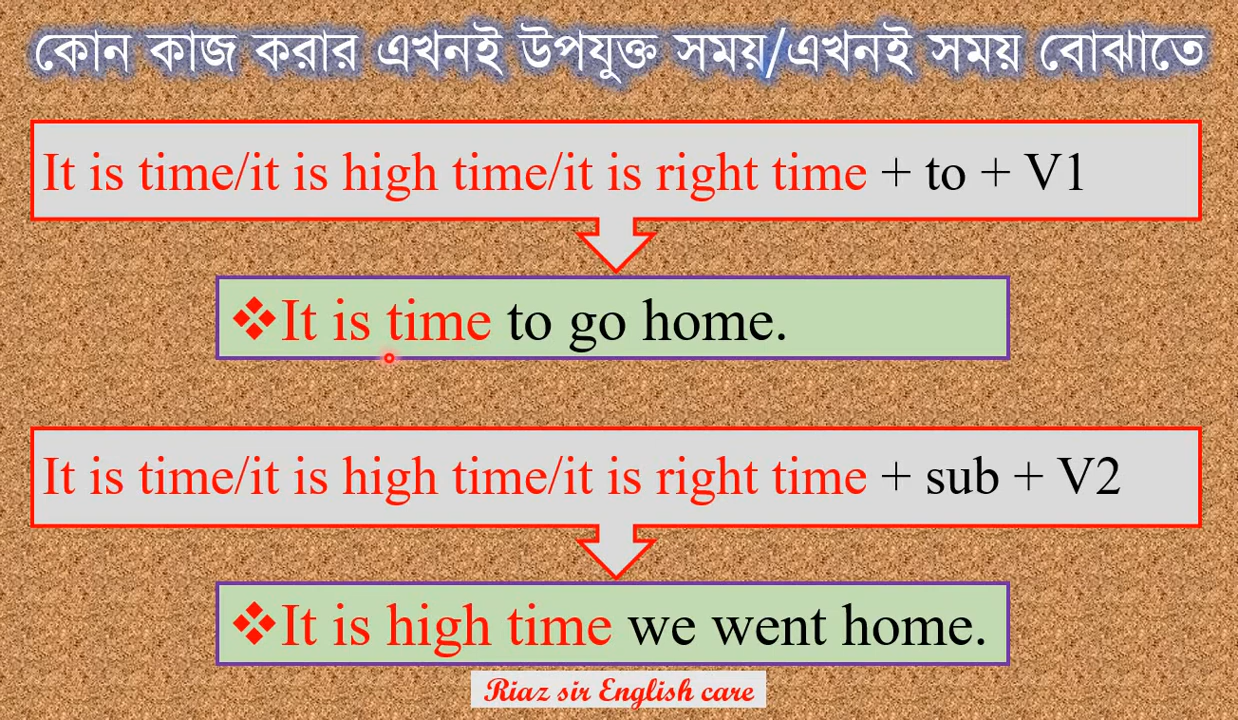 কোন কাজ করার এখনই উপযুক্ত সময়/এখনই সময় বোঝাতে
It is time/it is high time/it is right time + to + V1
❖It is time to go home.
It is time/it is high time/it is right time + sub + V2
❖It is high time we went home.
Riaz sir English care